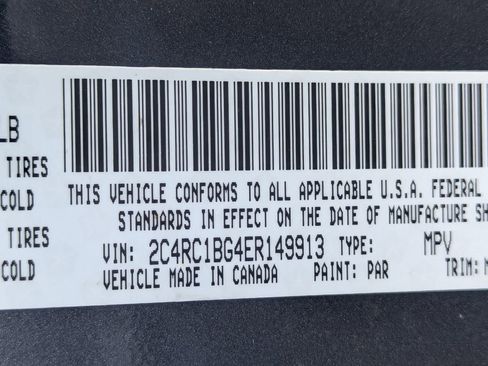 LB
TIRES
COLD
TIRES
COLD
THIS VEHICLE CONFORMS TO ALL APPLICABLE U.S.A. FEDERAL
STANDARDS IN EFFECT ON THE DATE OF MANUFACTURE SH
VIN: 2C4RC1BG4ER149913 TYPE: MPV
VEHICLE MADE IN CANADA PAINT: PAR TRIM: